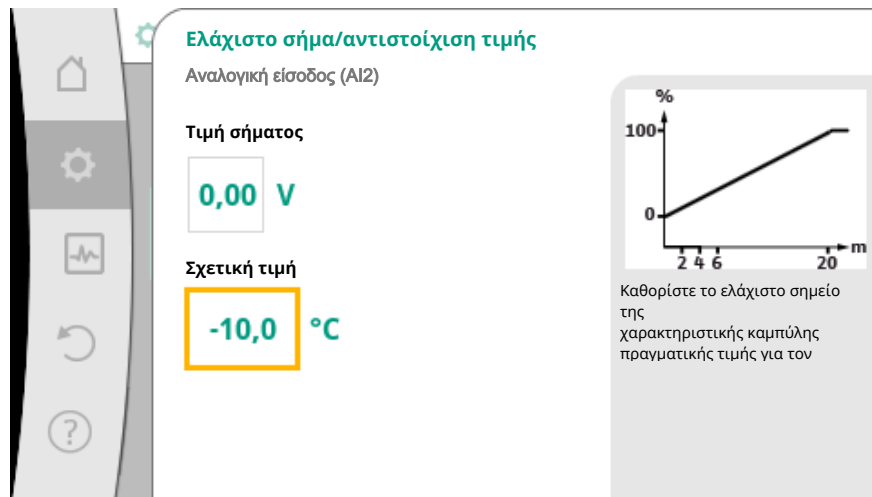 Ελάχιστο σήμα/αντιστοίχιση τιμής
Αναλογική είσοδος (AI2)
Τιμή σήματος
0,00 V
Σχετική τιμή
-10,0 °C
%
100
0
2 4 6 20
m
Καθορίστε το ελάχιστο σημείο
της
χαρακτηριστικής καμπύλης
πραγματικής τιμής για τον
?